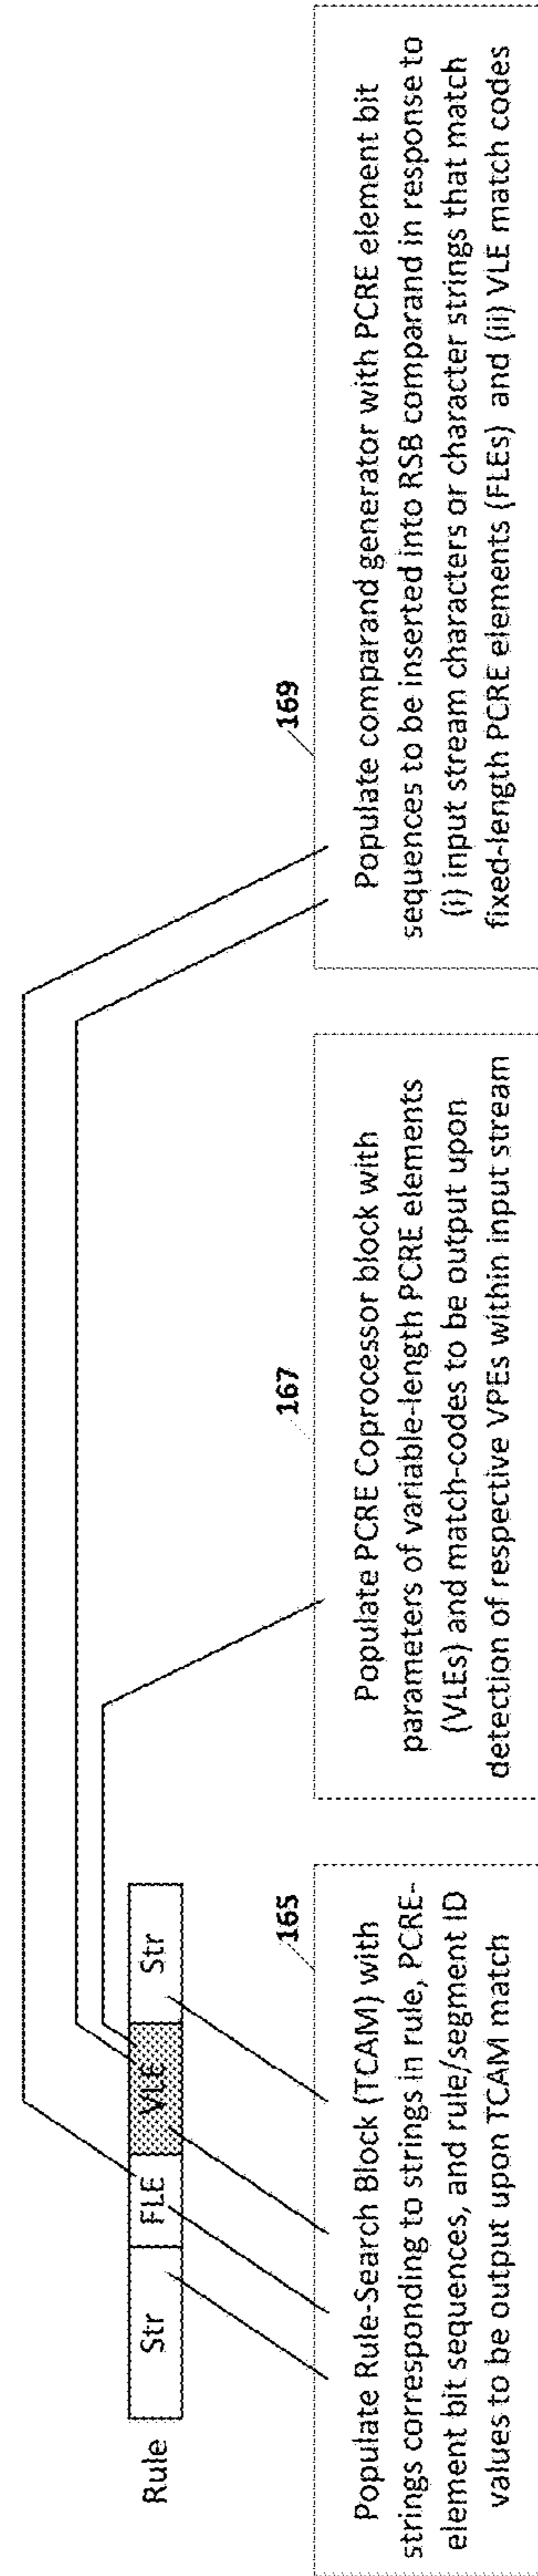 Rule
Str
FLE
VLE
Str
165
Populate Rule-Search Block (TCAM) with
strings corresponding to strings in rule, PCRE-
element bit sequences, and rule/segment ID
values to be output upon TCAM match
167
Populate PCRE Coprocessor block with
parameters of variable-length PCRE elements
(VLEs) and match-codes to be output upon
detection of respective VPEs within input stream
169
Populate comparand generator with PCRE element bit
sequences to be inserted into RSB comparand in response to
(i) input stream characters or character strings that match
fixed-length PCRE elements (FLEs) and (ii) VLE match codes